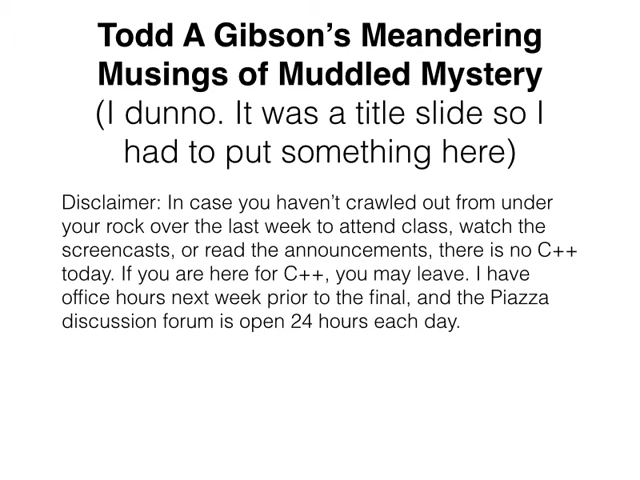 Todd A Gibson’s Meandering
Musings of Muddled Mystery
(I dunno. It was a title slide so I
had to put something here)
Disclaimer: In case you haven’t crawled out from under
your rock over the last week to attend class, watch the
screencasts, or read the announcements, there is no C++
today. If you are here for C++, you may leave. I have
office hours next week prior to the final, and the Piazza
discussion forum is open 24 hours each day.